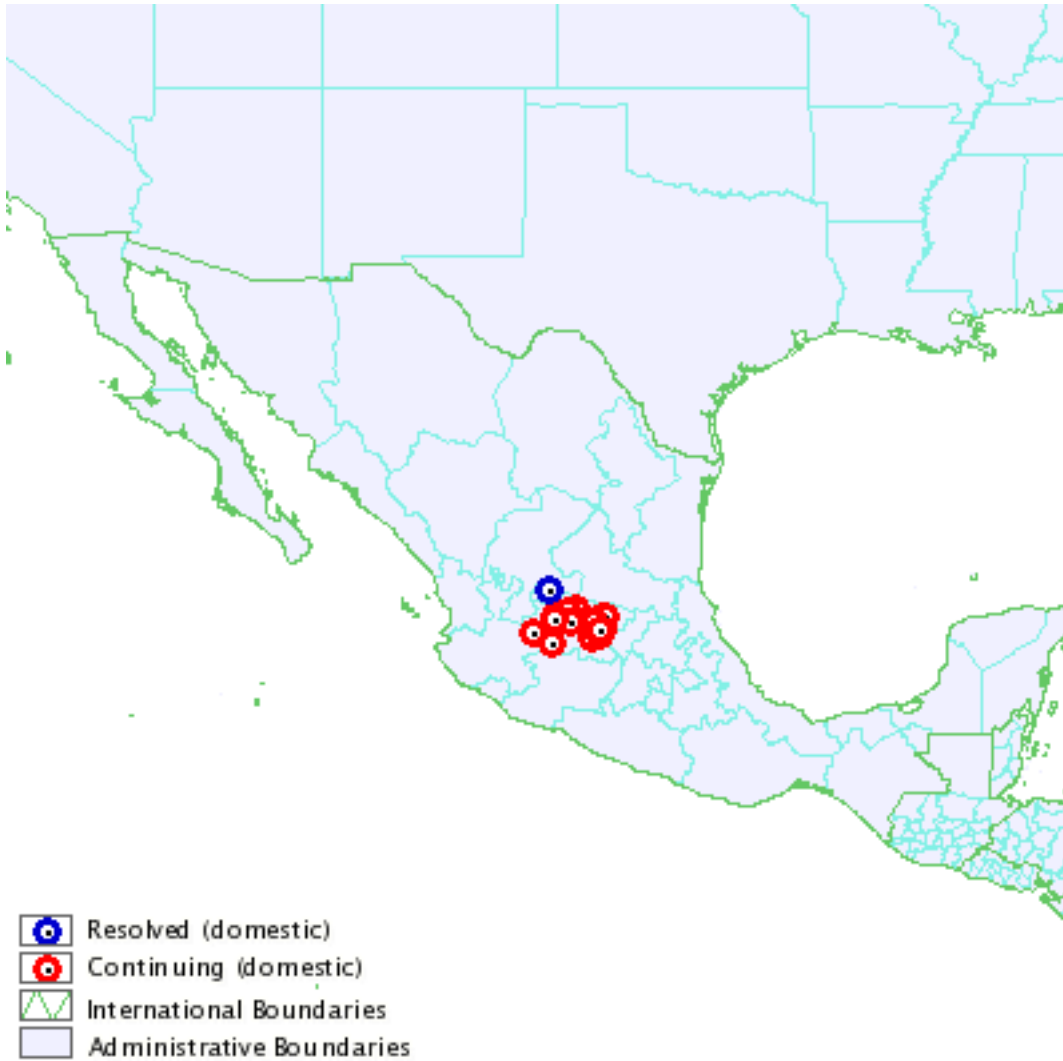 Resolved (domestic)
Continuing (domestic)
International Boundaries
Administrative Boundaries